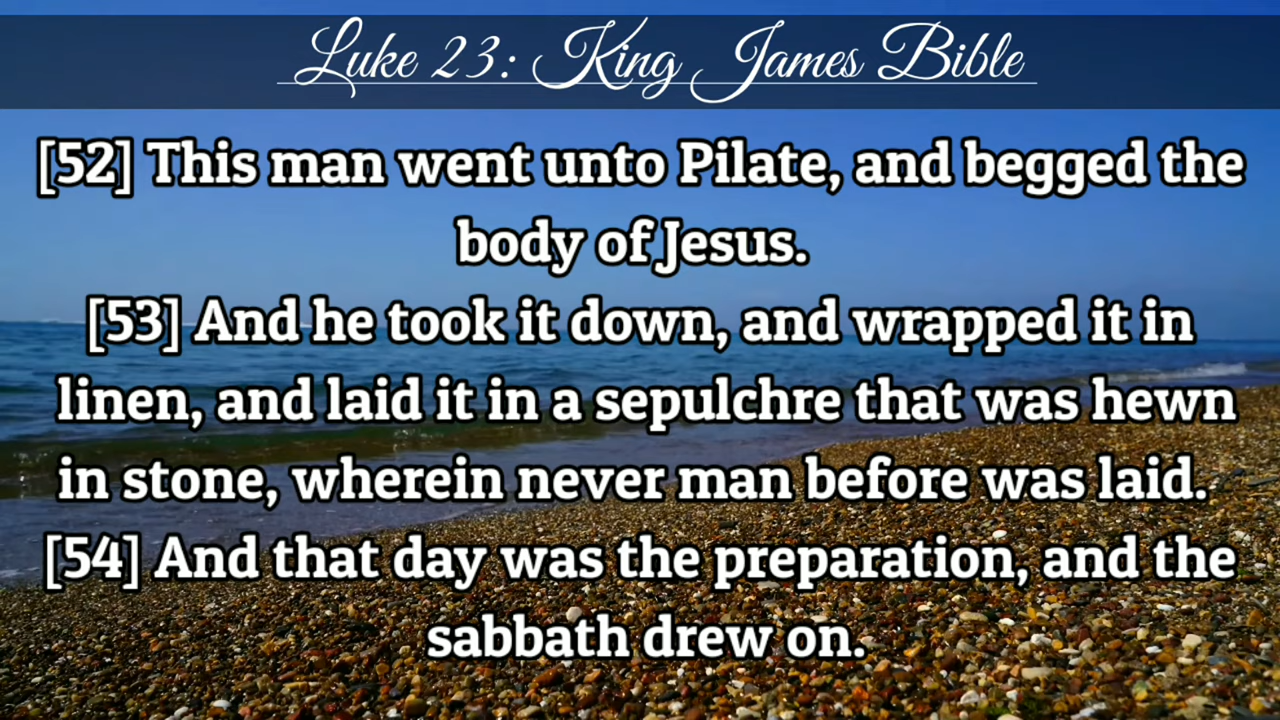 Luke 23: King James Bible
[52] This man went unto Pilate, and begged the
body of Jesus.
[53] And he took it down, and wrapped it in
linen, and laid it in a sepulchre that was hewn
in stone, wherein never man before was laid.
[54] And that day was the preparation, and the
sabbath drew on.